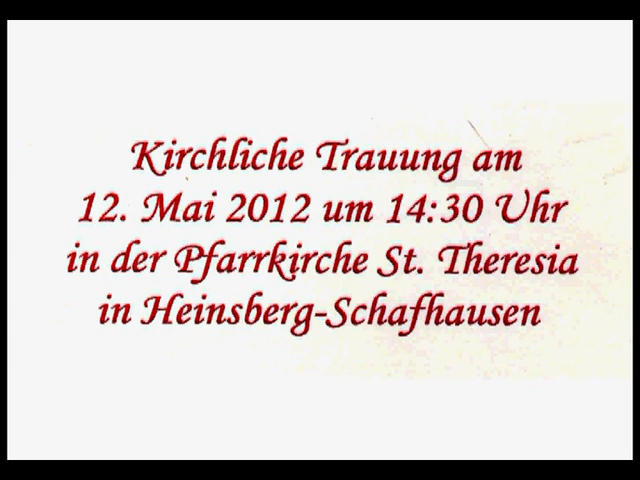 Kirchliche Trauung am
12. Mai 2012 um 14:30 Uhr
in der Pfarrkirche St. Theresia
in Heinsberg-Schafhausen